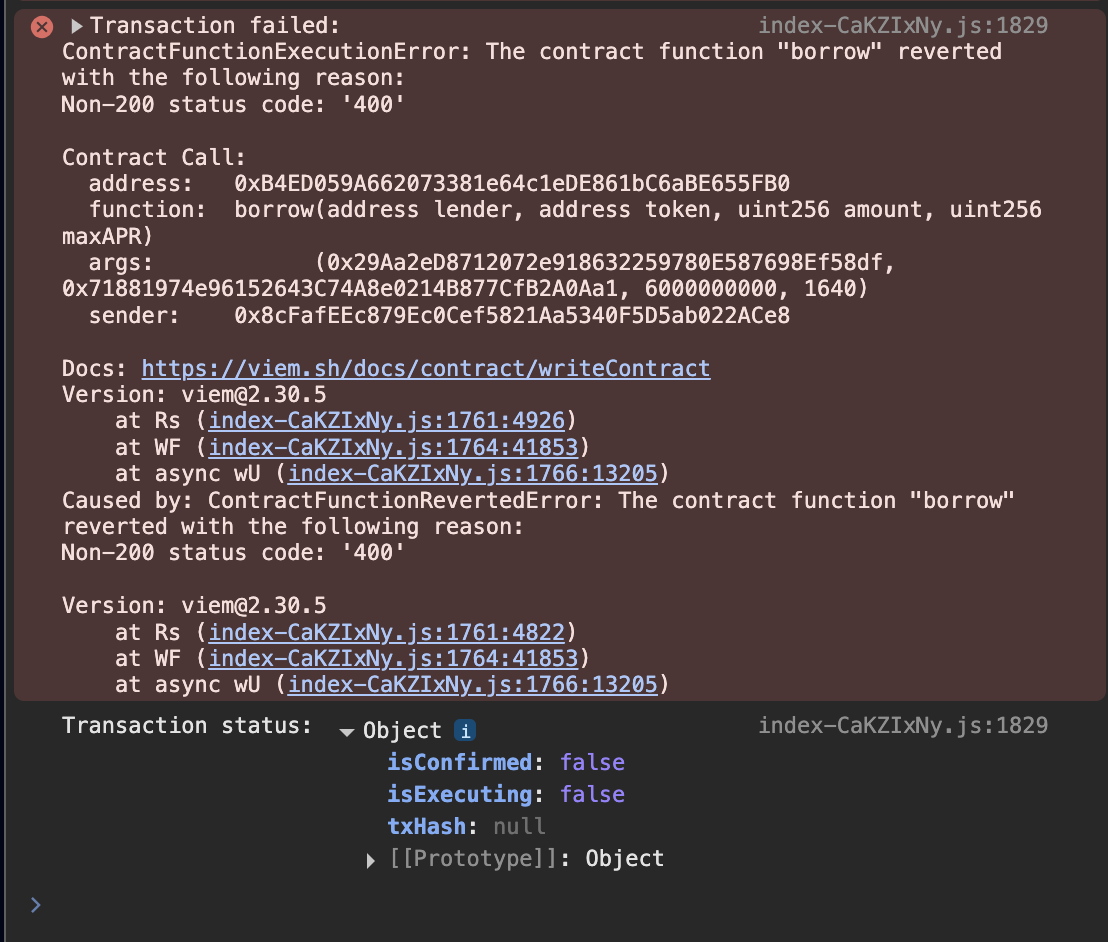 Transaction failed: index-CaKZIxNy.js:1829
ContractFunctionExecutionError: The contract function "borrow" reverted
with the following reason:
Non-200 status code: '400'
Contract Call:
address: 0xB4ED059A662073381e64c1eDE861bC6aBE655FB0
function: borrow(address lender, address token, uint256 amount, uint256
maxAPR)
args: (0x29Aa2eD8712072e918632259780E587698Ef58df,
0x71881974e96152643C74A8e0214B877CfB2A0Aa1, 6000000000, 1640)
sender: 0x8cFafEEc879Ec0Cef5821Aa5340F5D5ab022ACe8
Docs: https://viem.sh/docs/contract/writeContract
Version: viem@2.30.5
at Rs (index-CaKZIxNy.js:1761:4926)
at WF (index-CaKZIxNy.js:1764:41853)
at async wU (index-CaKZIxNy.js:1766:13205)
Caused by: ContractFunctionRevertedError: The contract function "borrow"
reverted with the following reason:
Non-200 status code: '400'
Version: viem@2.30.5
at Rs (index-CaKZIxNy.js:1761:4822)
at WF (index-CaKZIxNy.js:1764:41853)
at async wU (index-CaKZIxNy.js:1766:13205)
Transaction status: Object i index-CaKZIxNy.js:1829
isConfirmed: false
isExecuting: false
txHash: null
[[Prototype]]: Object